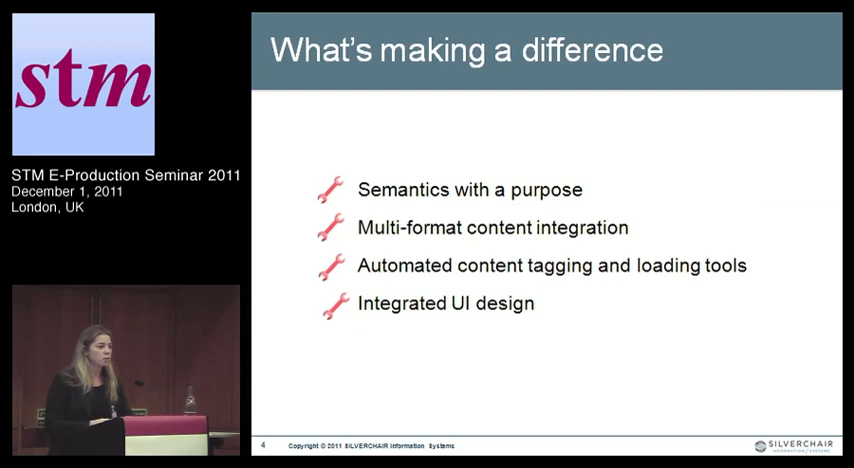 stm
STM E-Production Seminar 2011
December 1, 2011
London, UK
What's making a difference
Semantics with a purpose
Multi-format content integration
Automated content tagging and loading tools
Integrated UI design
4 Copyright © 2011 SILVERCHAIR Information Systems
SILVERCHAIR
INFORMATION SYSTEMS